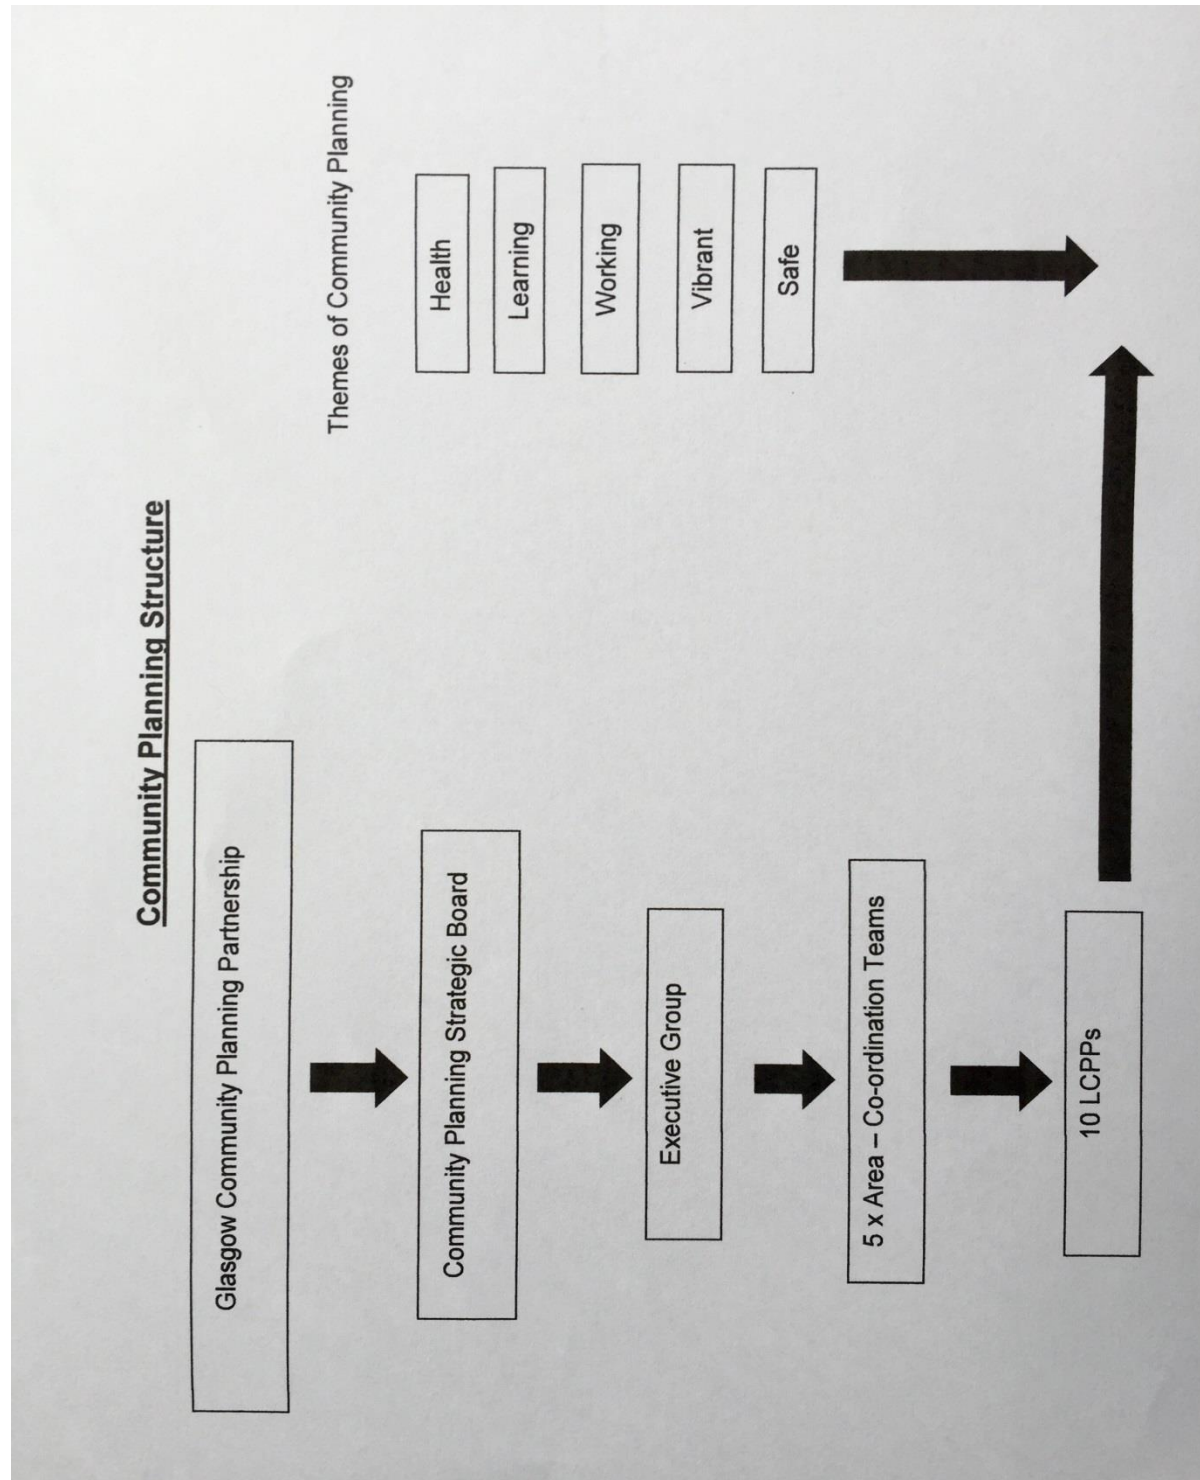 Community Planning Structure
Glasgow Community Planning Partnership
Community Planning Strategic Board
Executive Group
5 x Area – Co-ordination Teams
10 LCPPs
Themes of Community Planning
Health
Learning
Working
Vibrant
Safe